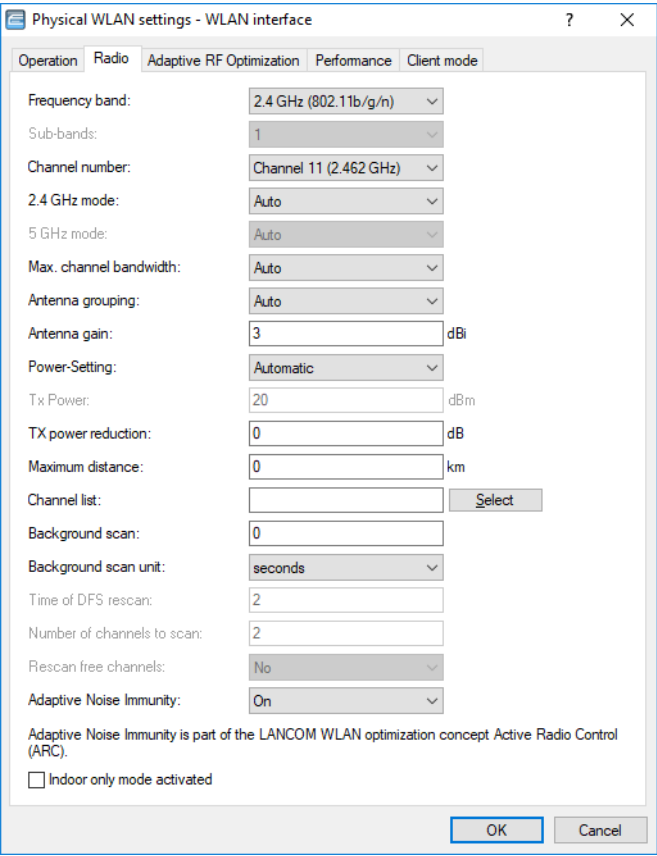 Physical WLAN settings - WLAN interface ?
Operation Radio Adaptive RF Optimization Performance Client mode
Frequency band: 2.4 GHz (802.11b/g/n)
Sub-bands: 1
Channel number: Channel 11 (2.462 GHz)
2.4 GHz mode: Auto
5 GHz mode: Auto
Max. channel bandwidth: Auto
Antenna grouping: Auto
Antenna gain: 3 dBi
Power-Setting: Automatic
Tx Power: 20 dBm
TX power reduction: 0 dB
Maximum distance: 0 km
Channel list: Select
Background scan: 0
Background scan unit: seconds
Time of DFS rescan: 2
Number of channels to scan: 2
Rescan free channels: No
Adaptive Noise Immunity: On
Adaptive Noise Immunity is part of the LANCOM WLAN optimization concept Active Radio Control
(ARC).
Indoor only mode activated
OK Cancel